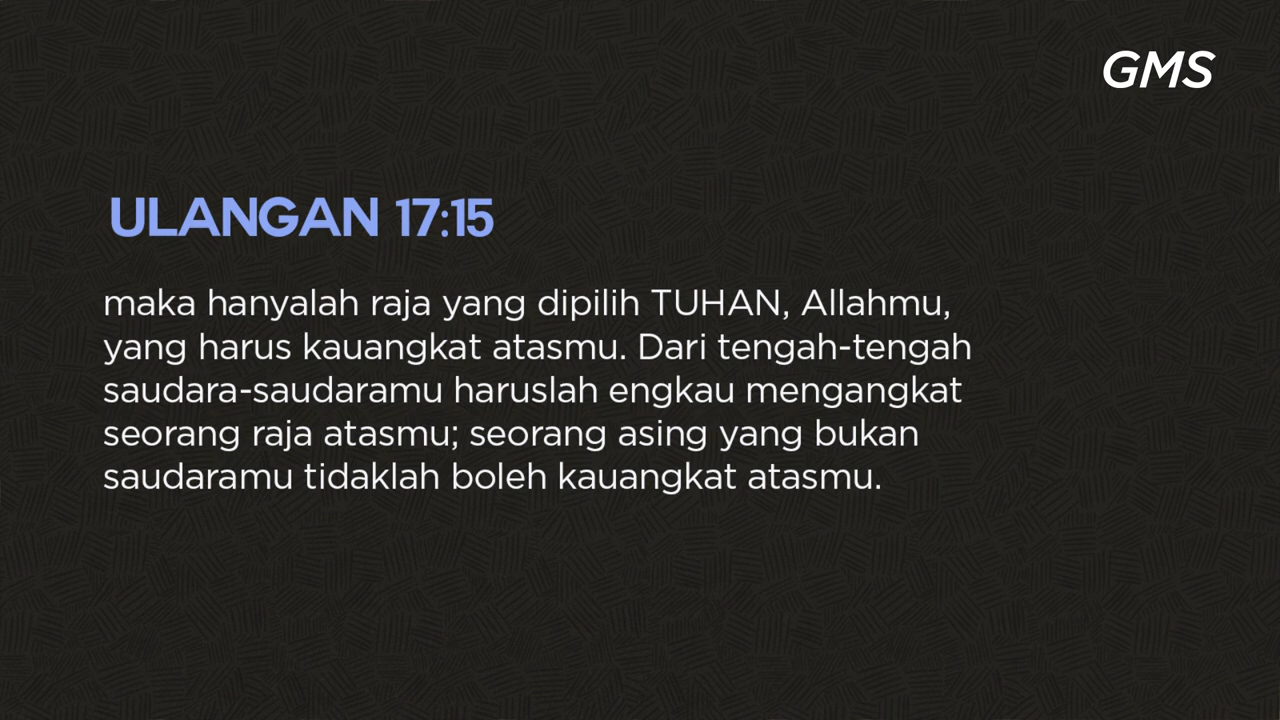 GMS
ULANGAN 17:15
maka hanyalah raja yang dipilih TUHAN, Allahmu,
yang harus kauangkat atasmu. Dari tengah-tengah
saudara-saudaramu haruslah engkau mengangkat
seorang raja atasmu; seorang asing yang bukan
saudaramu tidaklah boleh kauangkat atasmu.